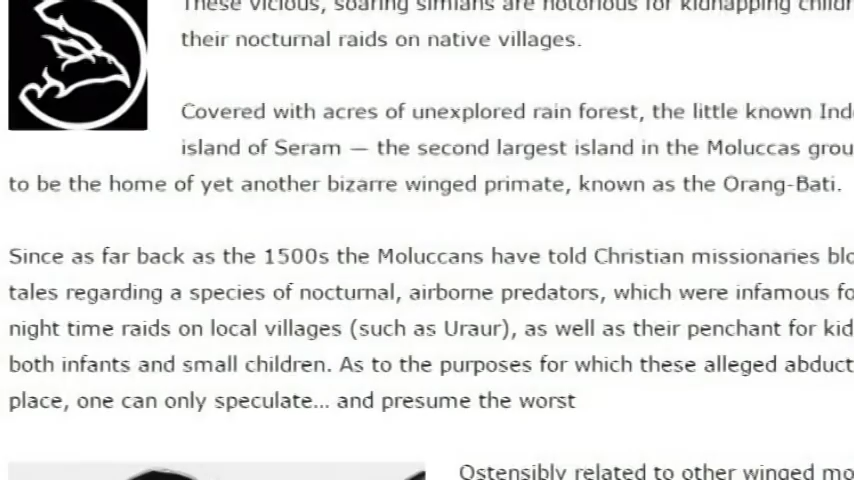 These vicious, soaring simians are notorious for kidnapping childr
their nocturnal raids on native villages.
Covered with acres of unexplored rain forest, the little known Ind
island of Seram — the second largest island in the Moluccas grou
to be the home of yet another bizarre winged primate, known as the Orang-Bati.
Since as far back as the 1500s the Moluccans have told Christian missionaries blo
tales regarding a species of nocturnal, airborne predators, which were infamous fo
night time raids on local villages (such as Uraur), as well as their penchant for kid
both infants and small children. As to the purposes for which these alleged abduct
place, one can only speculate... and presume the worst
Ostensibly related to other winged mo